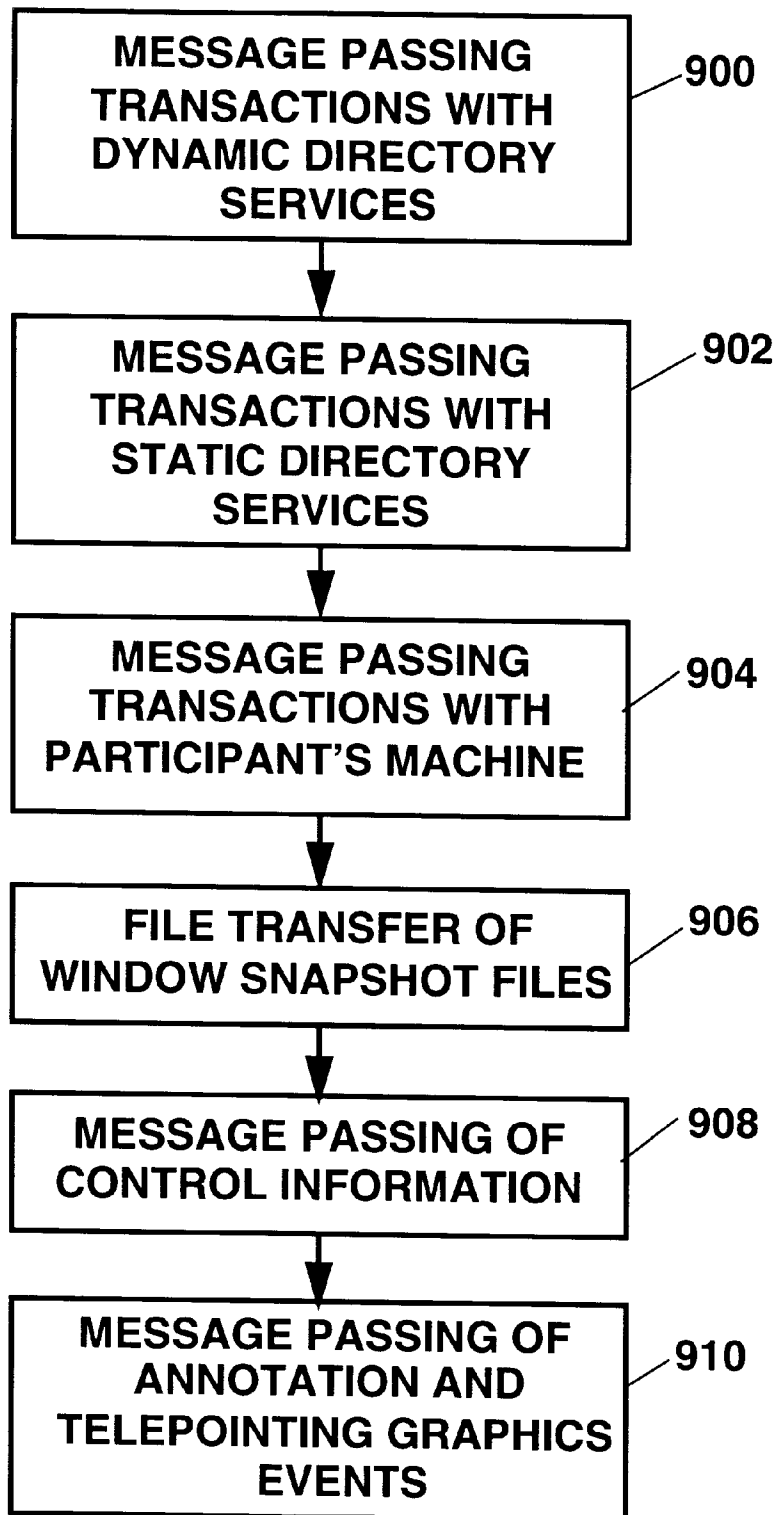 MESSAGE PASSING
TRANSACTIONS WITH
DYNAMIC DIRECTORY
SERVICES
900
MESSAGE PASSING
TRANSACTIONS WITH
STATIC DIRECTORY
SERVICES
902
MESSAGE PASSING
TRANSACTIONS WITH
PARTICIPANT'S MACHINE
904
FILE TRANSFER OF
WINDOW SNAPSHOT FILES
906
MESSAGE PASSING OF
CONTROL INFORMATION
908
MESSAGE PASSING OF
ANNOTATION AND
TELEPOINTING GRAPHICS
EVENTS
910